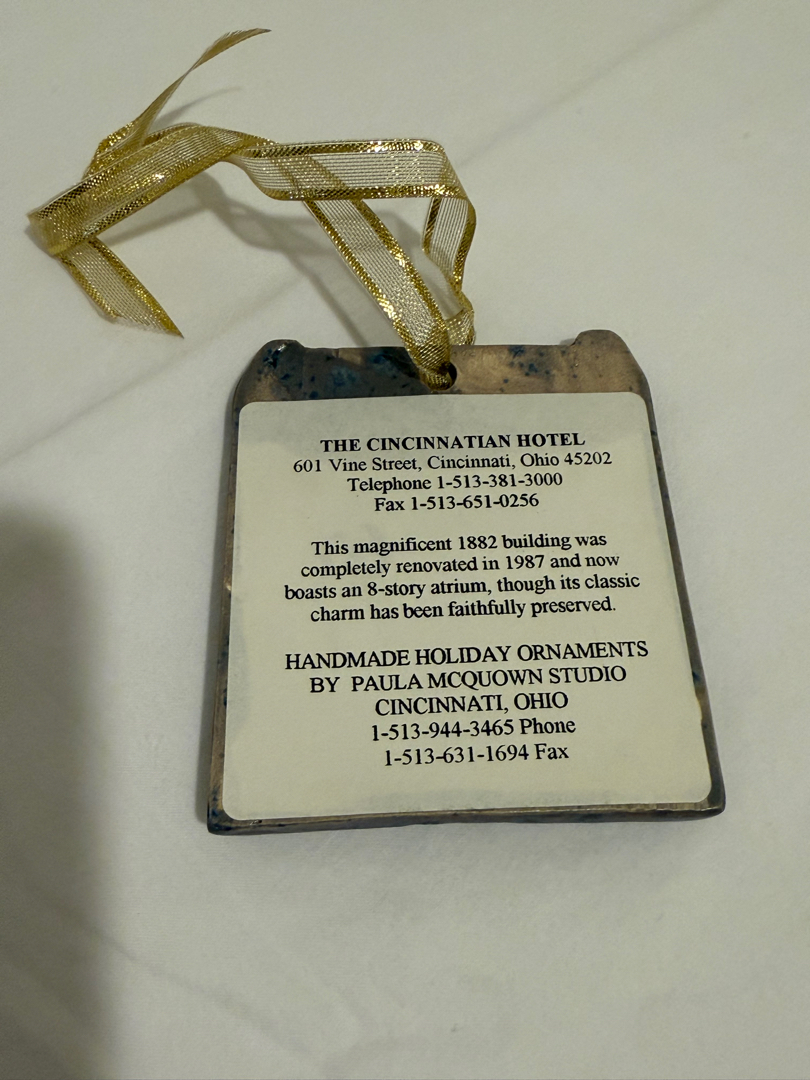 THE CINCINNATIAN HOTEL
601 Vine Street, Cincinnati, Ohio 45202
Telephone 1-513-381-3000
Fax 1-513-651-0256
This magnificent 1882 building was
completely renovated in 1987 and now
boasts an 8-story atrium, though its classic
charm has been faithfully preserved.
HANDMADE HOLIDAY ORNAMENTS
BY PAULA MCQUOWN STUDIO
CINCINNATI, OHIO
1-513-944-3465 Phone
1-513-631-1694 Fax